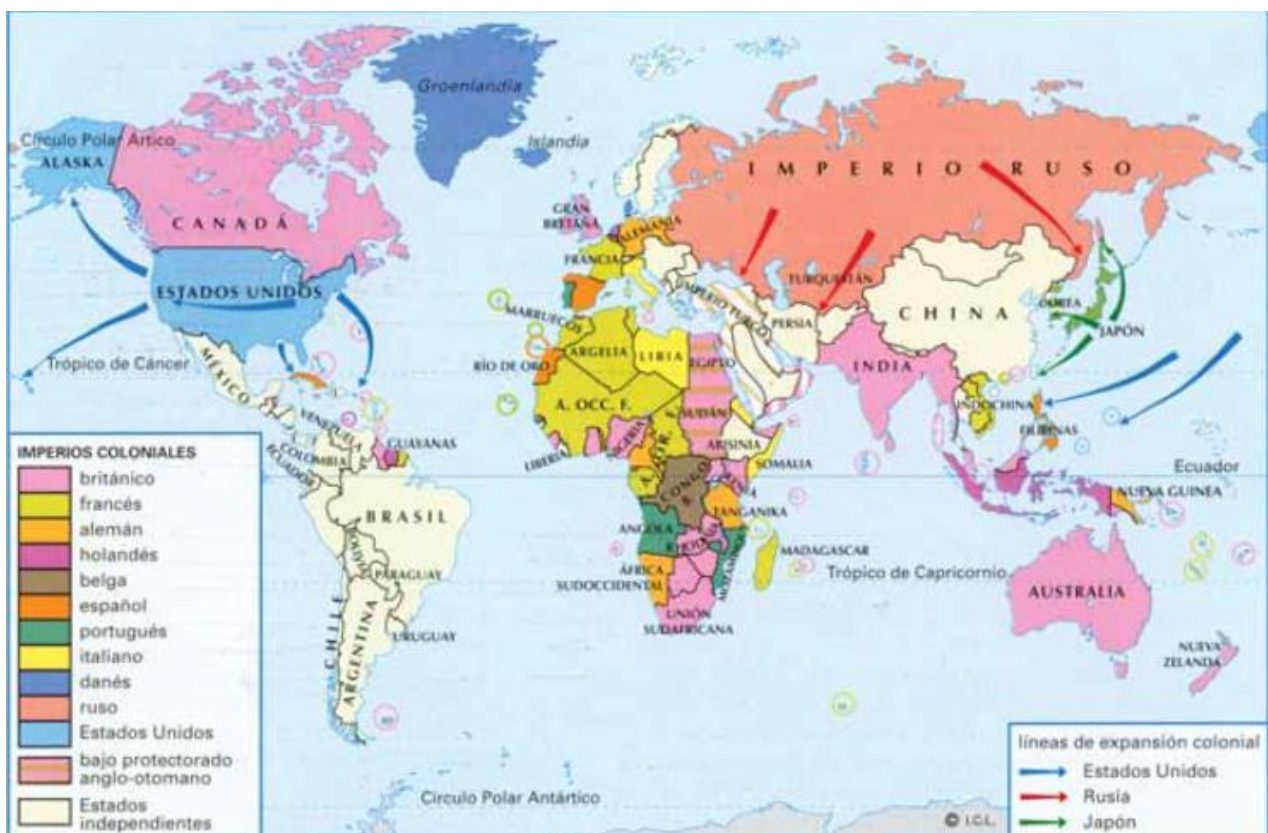 Groenlandia
Islandia
Círculo Polar Ártico
ALASKA
CANADÁ
ESTADOS UNIDOS
Trópico de Cáncer
MÉXICO
VENEZUELA
GUAYANAS
COLOMBIA
ECUADOR
BRASIL
BOLIVIA
PARAGUAY
CHILE
ARGENTINA
URUGUAY
GRAN
BRETAÑA
ALEMANIA
FRANCIA
IMPERIO RUSO
TURQUESTÁN
IMPERIO TURCO
PERSIA
CHINA
COREA
JAPÓN
INDIA
INDOCHINA
FILIPINAS
MARRUECOS
RÍO DE ORO
ARGELIA
LIBIA
EGIPTO
A. OCC. F.
SUDÁN
NIGERIA
LIBERIA
ABISINIA
SOMALIA
CONGO
B.
TANGANIKA
ANGOLA
MADAGASCAR
ÁFRICA
SUDOCCIDENTAL
UNIÓN
SUDAFRICANA
Ecuador
NUEVA GUINEA
Trópico de Capricornio
AUSTRALIA
NUEVA
ZELANDA
Círculo Polar Antártico
IMPERIOS COLONIALES
británico
francés
alemán
holandés
belga
español
portugués
italiano
danés
ruso
Estados Unidos
bajo protectorado
anglo-otomano
Estados
independientes
líneas de expansión colonial
Estados Unidos
Rusia
Japón
© I.C.L.